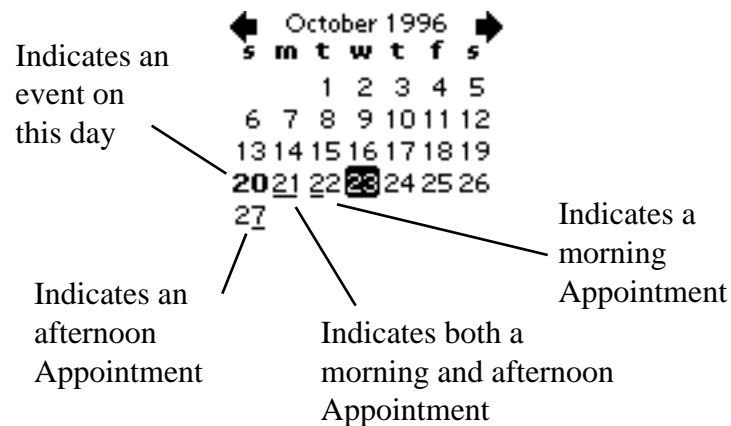 October 1996
s m t w t f s
1 2 3 4 5
6 7 8 9 10 11 12
13 14 15 16 17 18 19
20 21 22 23 24 25 26
27
Indicates an
event on
this day
Indicates a
morning
Appointment
Indicates an
afternoon
Appointment
Indicates both a
morning and afternoon
Appointment